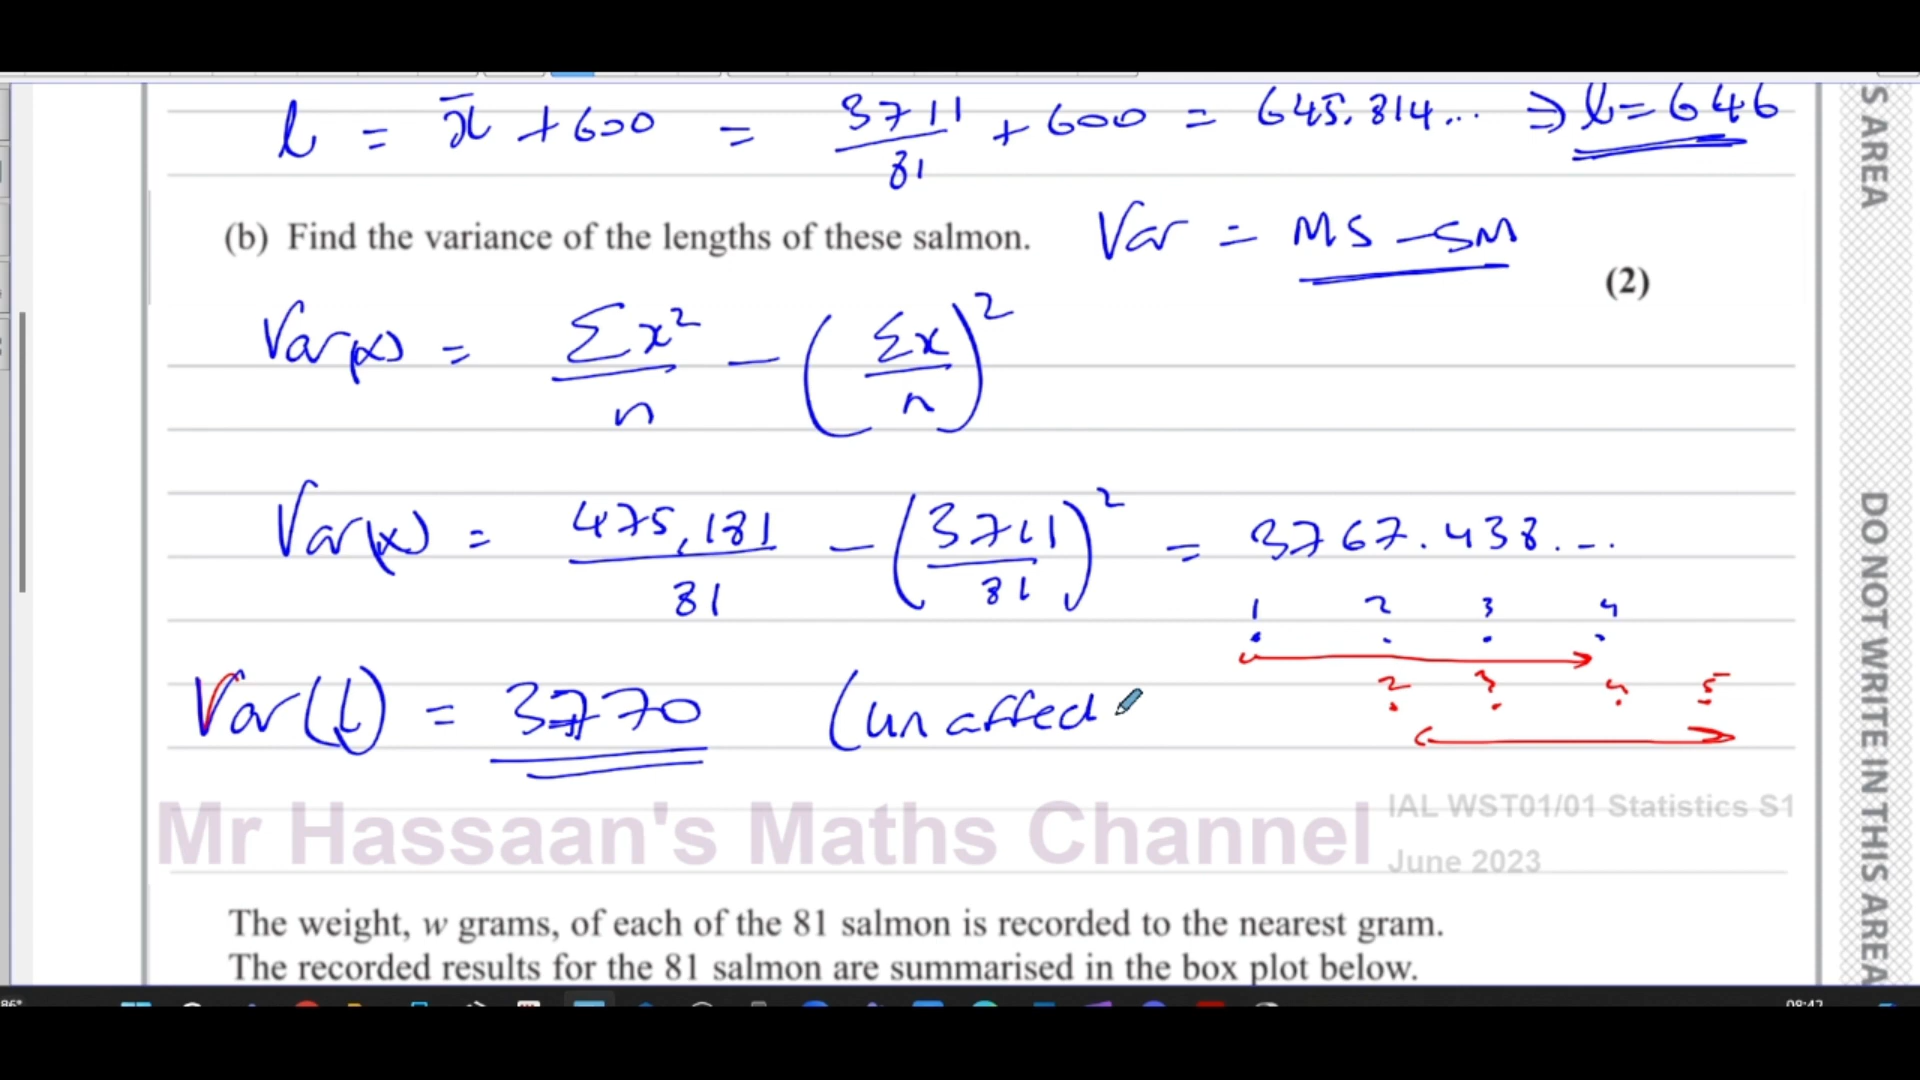 l = x̄ + 600 = 3711/81 + 600 = 645.814... ⇒ l = 646
S AREA
(b) Find the variance of the lengths of these salmon. Var = MS - SM
(2)
Var(x) = Σx²/n - (Σx/n)²
Var(x) = 475,181/81 - (3711/81)² = 3767.438...
1 2 3 4
2 3 4 5
Var(l) = 3770 (unaffed
DO NOT WRITE IN THIS AREA
Mr Hassaan's Maths Channel
IAL WST01/01 Statistics S1
June 2023
The weight, w grams, of each of the 81 salmon is recorded to the nearest gram.
The recorded results for the 81 salmon are summarised in the box plot below.
86°